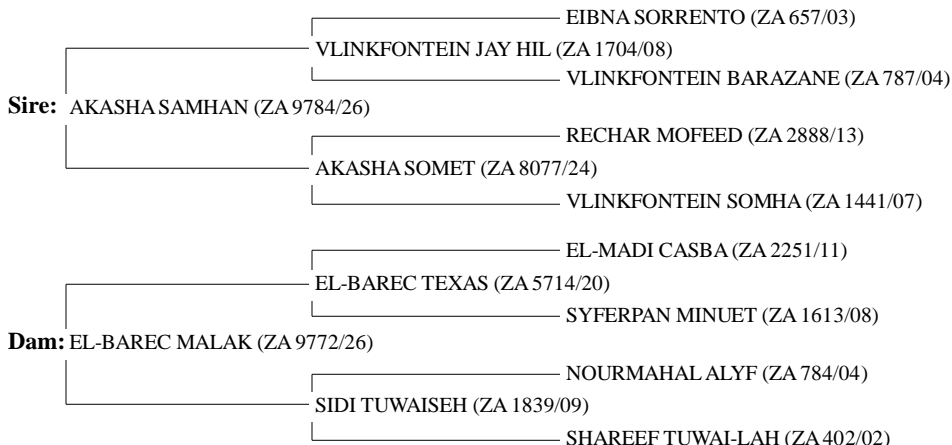 EIBNA SORRENTO (ZA 657/03)
VLINKFONTEIN JAY HIL (ZA 1704/08)
VLINKFONTEIN BARAZANE (ZA 787/04)
Sire: AKASHA SAMHAN (ZA 9784/26)
RECHAR MOFEED (ZA 2888/13)
AKASHA SOMET (ZA 8077/24)
VLINKFONTEIN SOMHA (ZA 1441/07)
EL-MADI CASBA (ZA 2251/11)
EL-BAREC TEXAS (ZA 5714/20)
SYFERPAN MINUET (ZA 1613/08)
Dam: EL-BAREC MALAK (ZA 9772/26)
NOURMAHAL ALYF (ZA 784/04)
SIDI TUWAISEH (ZA 1839/09)
SHAREEF TUWAI-LAH (ZA 402/02)